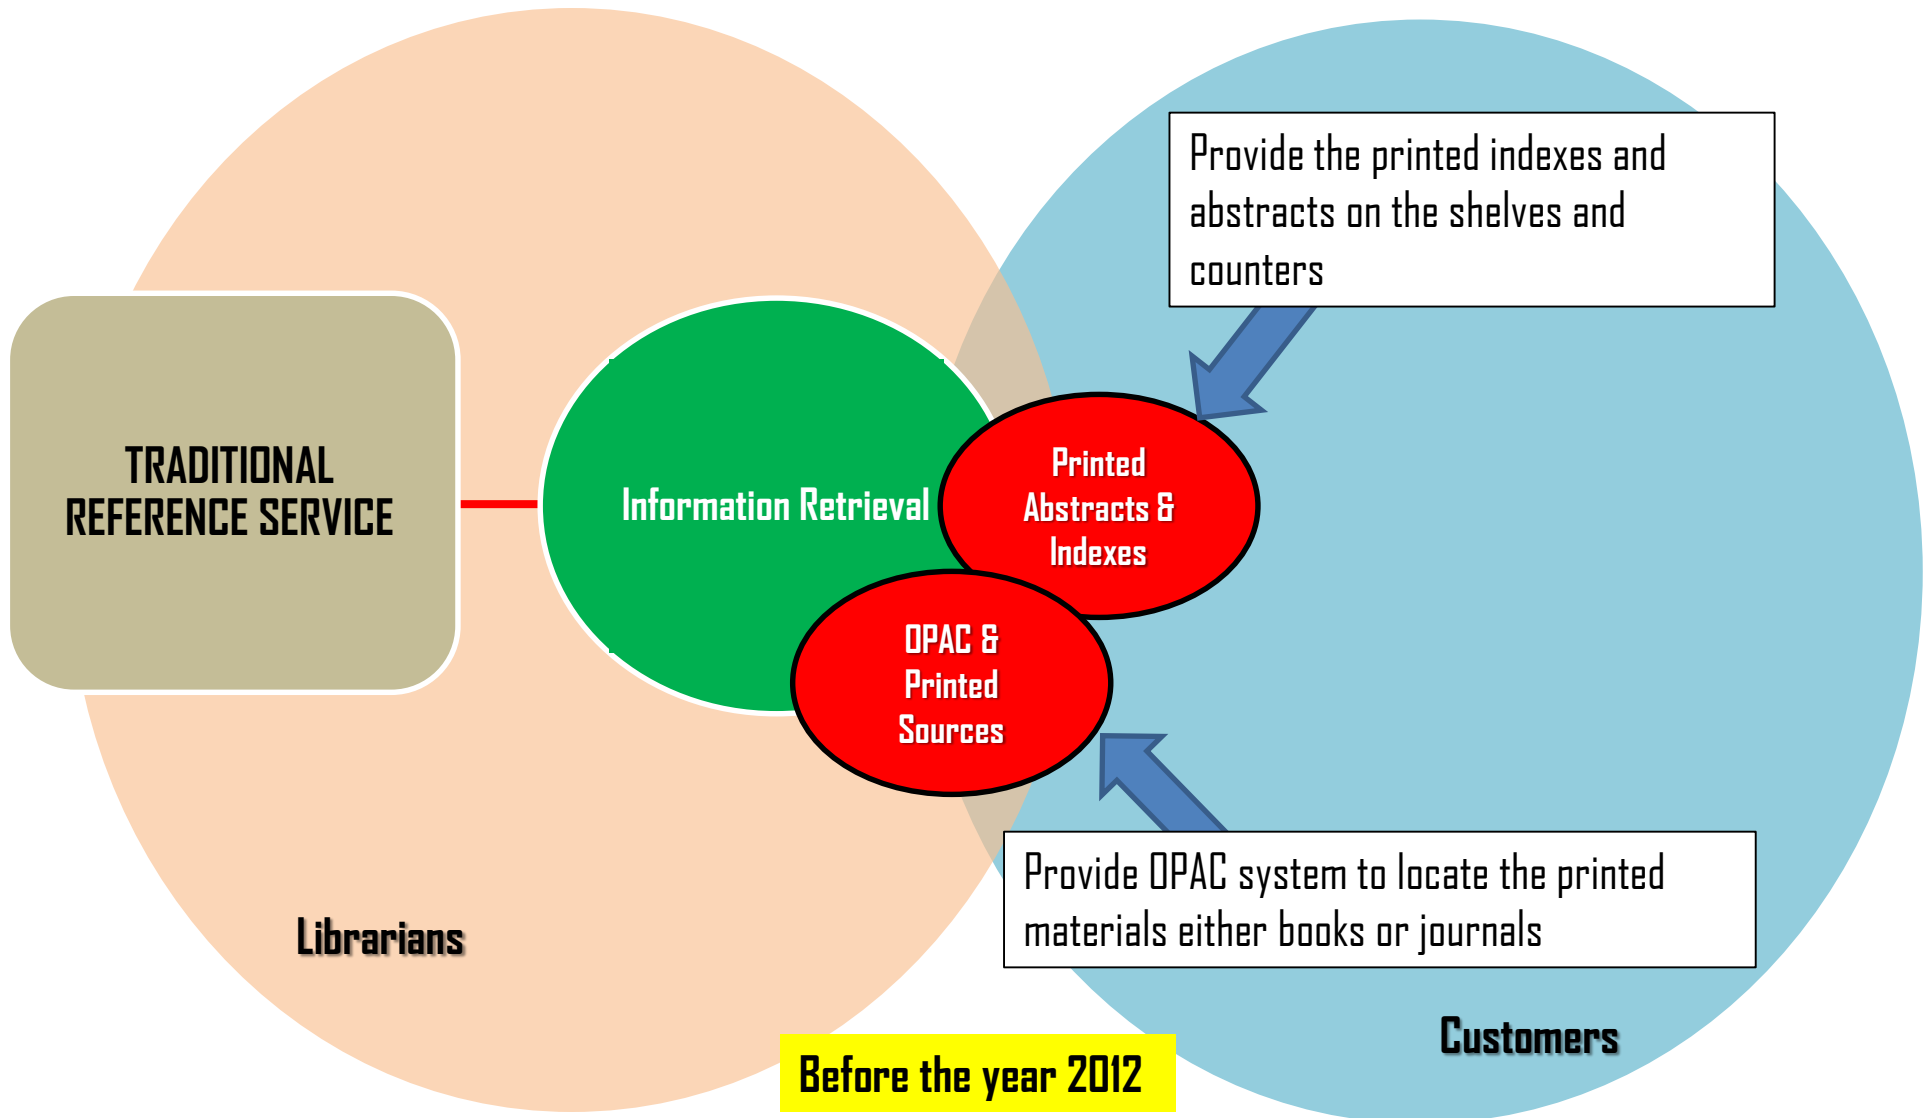 Provide the printed indexes and
abstracts on the shelves and
counters
TRADITIONAL
REFERENCE SERVICE
Information Retrieval
Printed
Abstracts &
Indexes
OPAC &
Printed
Sources
Provide OPAC system to locate the printed
materials either books or journals
Librarians
Customers
Before the year 2012